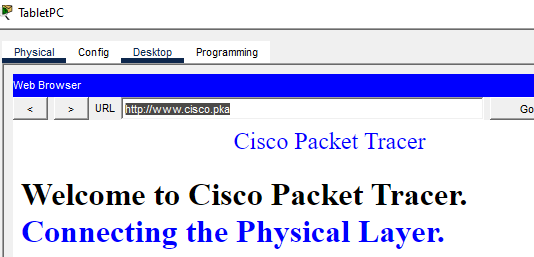 TabletPC
Physical Config Desktop Programming
Web Browser
< > URL http://www.cisco.pka Go
Cisco Packet Tracer
Welcome to Cisco Packet Tracer.
Connecting the Physical Layer.